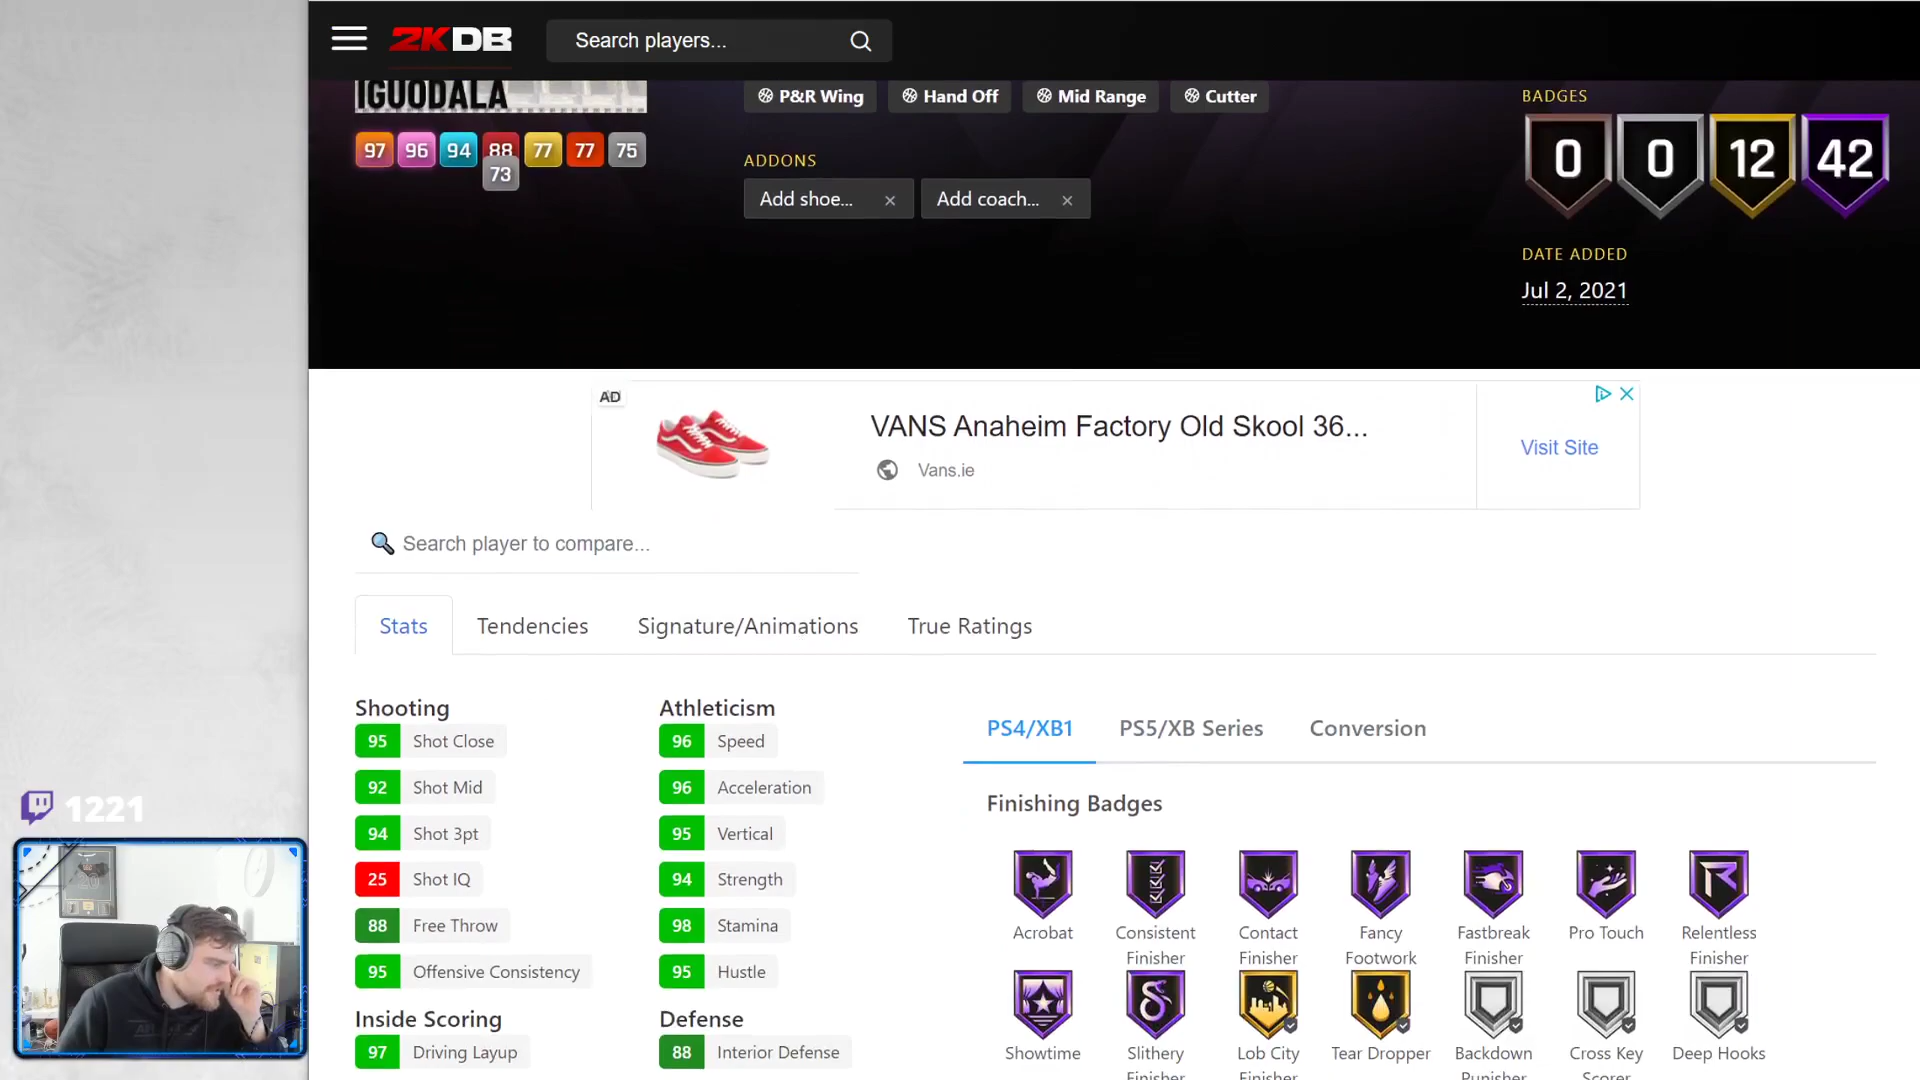 2KDB
Search players...
IGUODALA
P&R Wing
Hand Off
Mid Range
Cutter
BADGES
97 96 94 88 77 77 75
73
0 0 12 42
ADDONS
Add shoe... ×
Add coach... ×
DATE ADDED
Jul 2, 2021
AD
VANS Anaheim Factory Old Skool 36...
Vans.ie
Visit Site
Search player to compare...
Stats
Tendencies
Signature/Animations
True Ratings
Shooting
95 Shot Close
92 Shot Mid
94 Shot 3pt
25 Shot IQ
88 Free Throw
95 Offensive Consistency
Inside Scoring
97 Driving Layup
Athleticism
96 Speed
96 Acceleration
95 Vertical
94 Strength
98 Stamina
95 Hustle
Defense
88 Interior Defense
PS4/XB1
PS5/XB Series
Conversion
Finishing Badges
Acrobat
Consistent
Finisher
Contact
Finisher
Fancy
Footwork
Fastbreak
Finisher
Pro Touch
Relentless
Finisher
Showtime
Slithery
Finisher
Lob City
Finisher
Tear Dropper
Backdown
Punisher
Cross Key
Scorer
Deep Hooks
1221